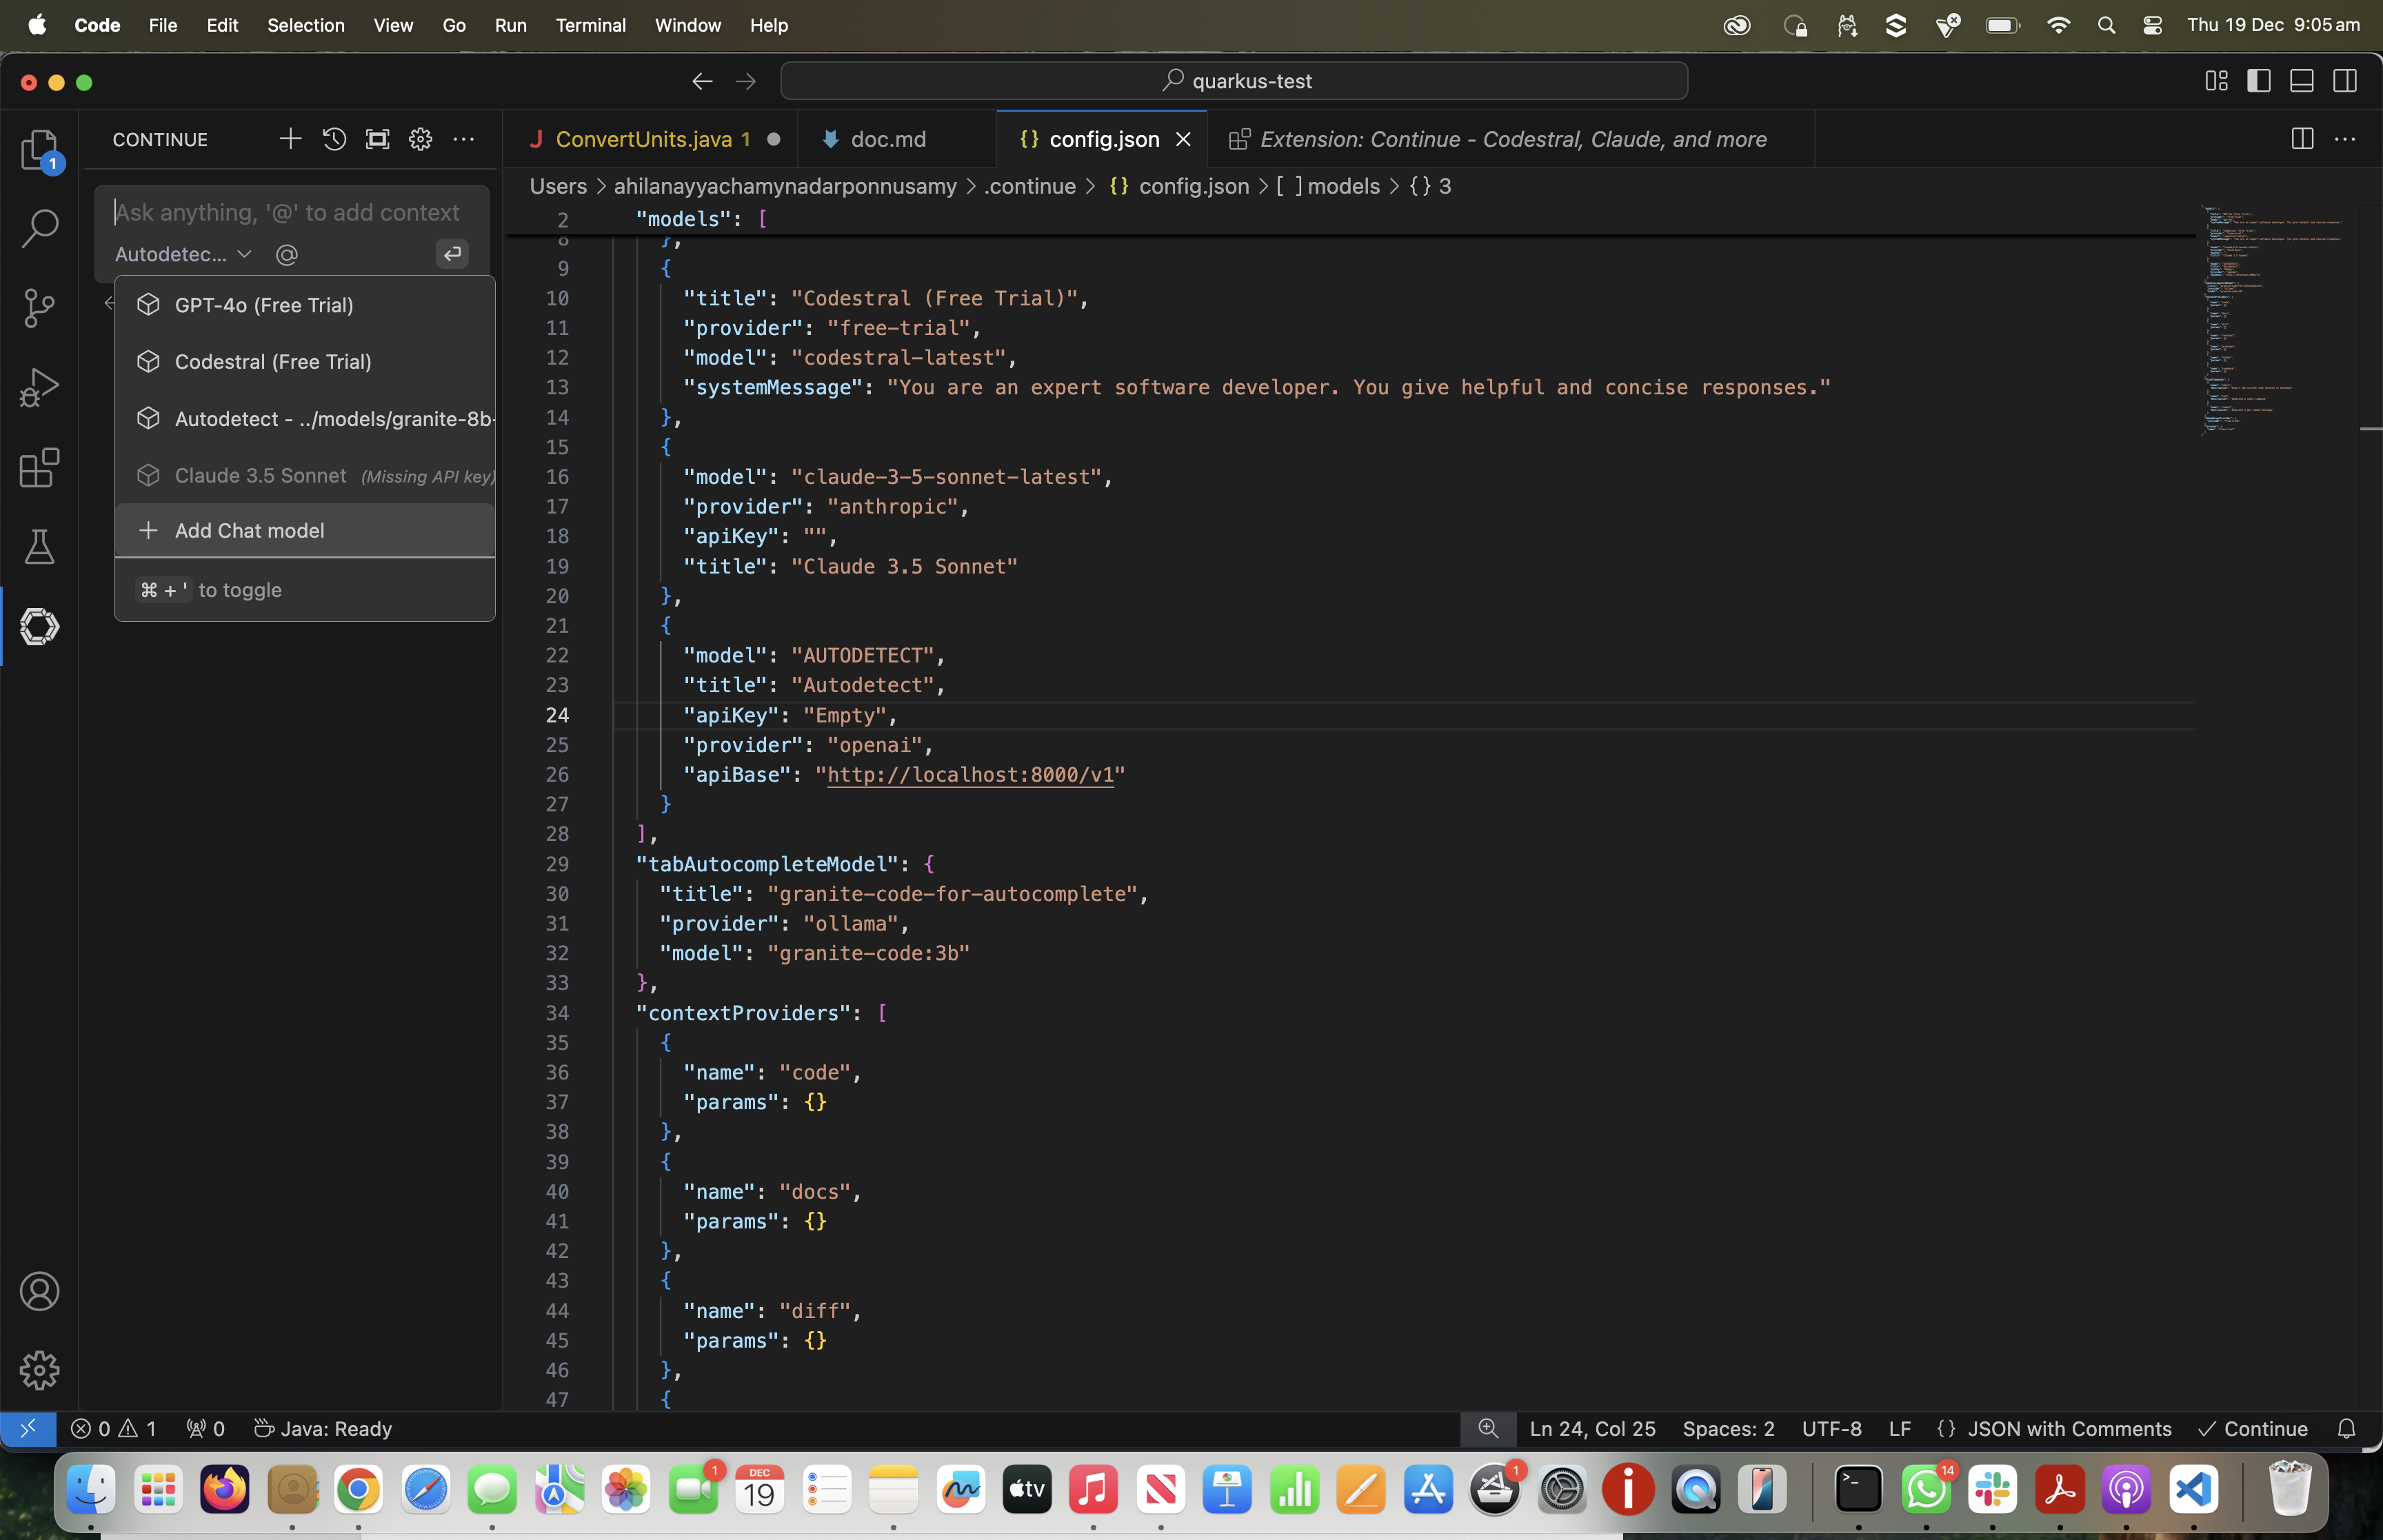 Code File Edit Selection View Go Run Terminal Window Help
Thu 19 Dec 9:05 am
quarkus-test
CONTINUE
ConvertUnits.java 1
doc.md
{} config.json
Extension: Continue - Codestral, Claude, and more
Users > ahilanayyachamynadarponnusamy > .continue > {} config.json > [ ] models > {} 3
Ask anything, '@' to add context
Autodetec...
GPT-4o (Free Trial)
Codestral (Free Trial)
Autodetect - ../models/granite-8b-
Claude 3.5 Sonnet (Missing API key)
+ Add Chat model
⌘ + ' to toggle
2 "models": [
8 },
9 {
10 "title": "Codestral (Free Trial)",
11 "provider": "free-trial",
12 "model": "codestral-latest",
13 "systemMessage": "You are an expert software developer. You give helpful and concise responses."
14 },
15 {
16 "model": "claude-3-5-sonnet-latest",
17 "provider": "anthropic",
18 "apiKey": "",
19 "title": "Claude 3.5 Sonnet"
20 },
21 {
22 "model": "AUTODETECT",
23 "title": "Autodetect",
24 "apiKey": "Empty",
25 "provider": "openai",
26 "apiBase": "http://localhost:8000/v1"
27 }
28 ],
29 "tabAutocompleteModel": {
30 "title": "granite-code-for-autocomplete",
31 "provider": "ollama",
32 "model": "granite-code:3b"
33 },
34 "contextProviders": [
35 {
36 "name": "code",
37 "params": {}
38 },
39 {
40 "name": "docs",
41 "params": {}
42 },
43 {
44 "name": "diff",
45 "params": {}
46 },
47 {
1
0 1 0 Java: Ready
Ln 24, Col 25 Spaces: 2 UTF-8 LF {} JSON with Comments Continue
1
DEC
19
tv
1
14